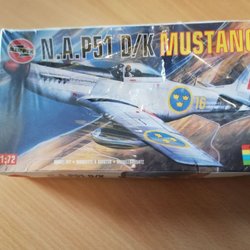 AIRFIX
N.A.P51 D/K MUSTANG
16
1:72